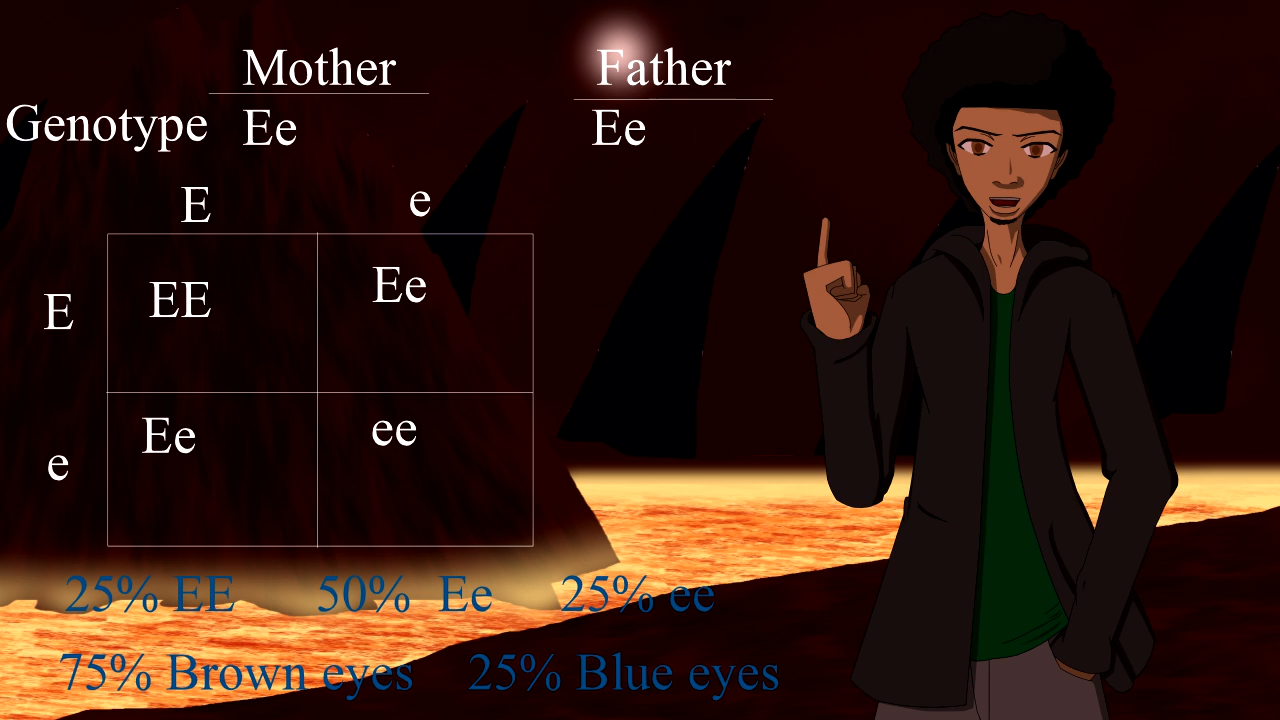 Mother Father
Genotype Ee Ee
E e
E EE Ee
e Ee ee
25% EE 50% Ee 25% ee
75% Brown eyes 25% Blue eyes